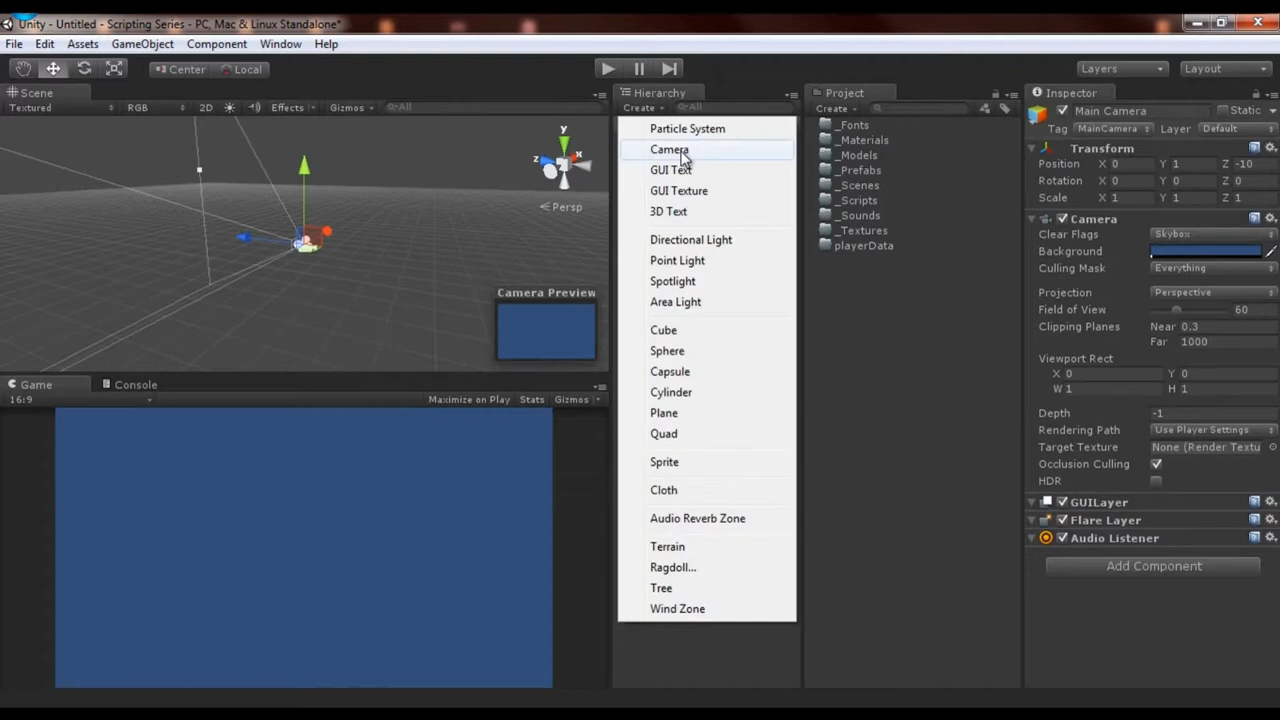 Unity - Untitled - Scripting Series - PC, Mac & Linux Standalone*
File Edit Assets GameObject Component Window Help
Center Local Layers Layout
Scene
Textured RGB 2D Effects Gizmos All
y
x
z
Persp
Camera Preview
Game Console
16:9 Maximize on Play Stats Gizmos
Hierarchy
Create All
Particle System
Camera
GUI Text
GUI Texture
3D Text
Directional Light
Point Light
Spotlight
Area Light
Cube
Sphere
Capsule
Cylinder
Plane
Quad
Sprite
Cloth
Audio Reverb Zone
Terrain
Ragdoll...
Tree
Wind Zone
Project
Create
_Fonts
_Materials
_Models
_Prefabs
_Scenes
_Scripts
_Sounds
_Textures
playerData
Inspector
Main Camera Static
Tag MainCamera Layer Default
Transform
Position X 0 Y 1 Z -10
Rotation X 0 Y 0 Z 0
Scale X 1 Y 1 Z 1
Camera
Clear Flags Skybox
Background
Culling Mask Everything
Projection Perspective
Field of View 60
Clipping Planes Near 0.3
Far 1000
Viewport Rect
X 0 Y 0
W 1 H 1
Depth -1
Rendering Path Use Player Settings
Target Texture None (Render Textu
Occlusion Culling
HDR
GUILayer
Flare Layer
Audio Listener
Add Component